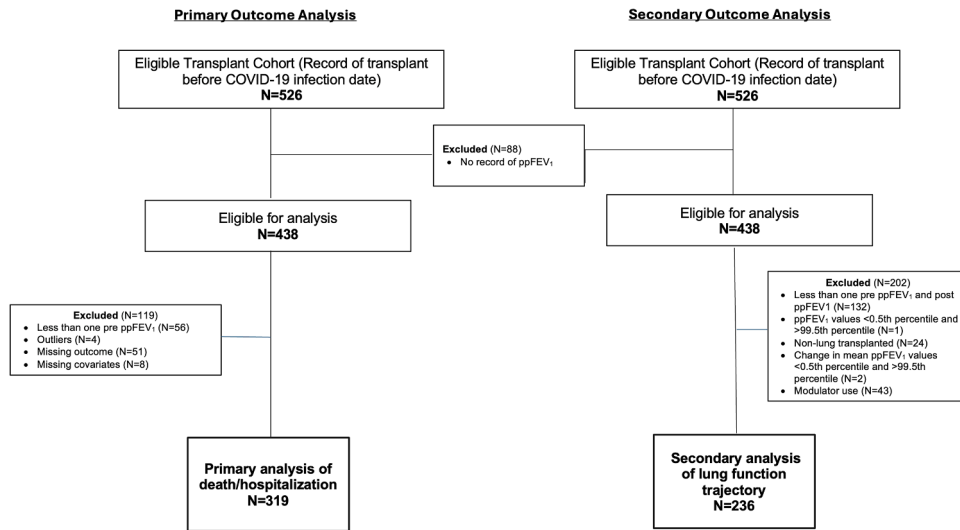 Primary Outcome Analysis
Eligible Transplant Cohort (Record of transplant
before COVID-19 infection date)
N=526
Secondary Outcome Analysis
Eligible Transplant Cohort (Record of transplant
before COVID-19 infection date)
N=526
Excluded (N=88)
• No record of ppFEV₁
Eligible for analysis
N=438
Eligible for analysis
N=438
Excluded (N=119)
• Less than one pre ppFEV₁ (N=56)
• Outliers (N=4)
• Missing outcome (N=51)
• Missing covariates (N=8)
Excluded (N=202)
• Less than one pre ppFEV₁ and post
ppFEV1 (N=132)
• ppFEV₁ values <0.5th percentile and
>99.5th percentile (N=1)
• Non-lung transplanted (N=24)
• Change in mean ppFEV₁ values
<0.5th percentile and >99.5th
percentile (N=2)
• Modulator use (N=43)
Primary analysis of
death/hospitalization
N=319
Secondary analysis
of lung function
trajectory
N=236